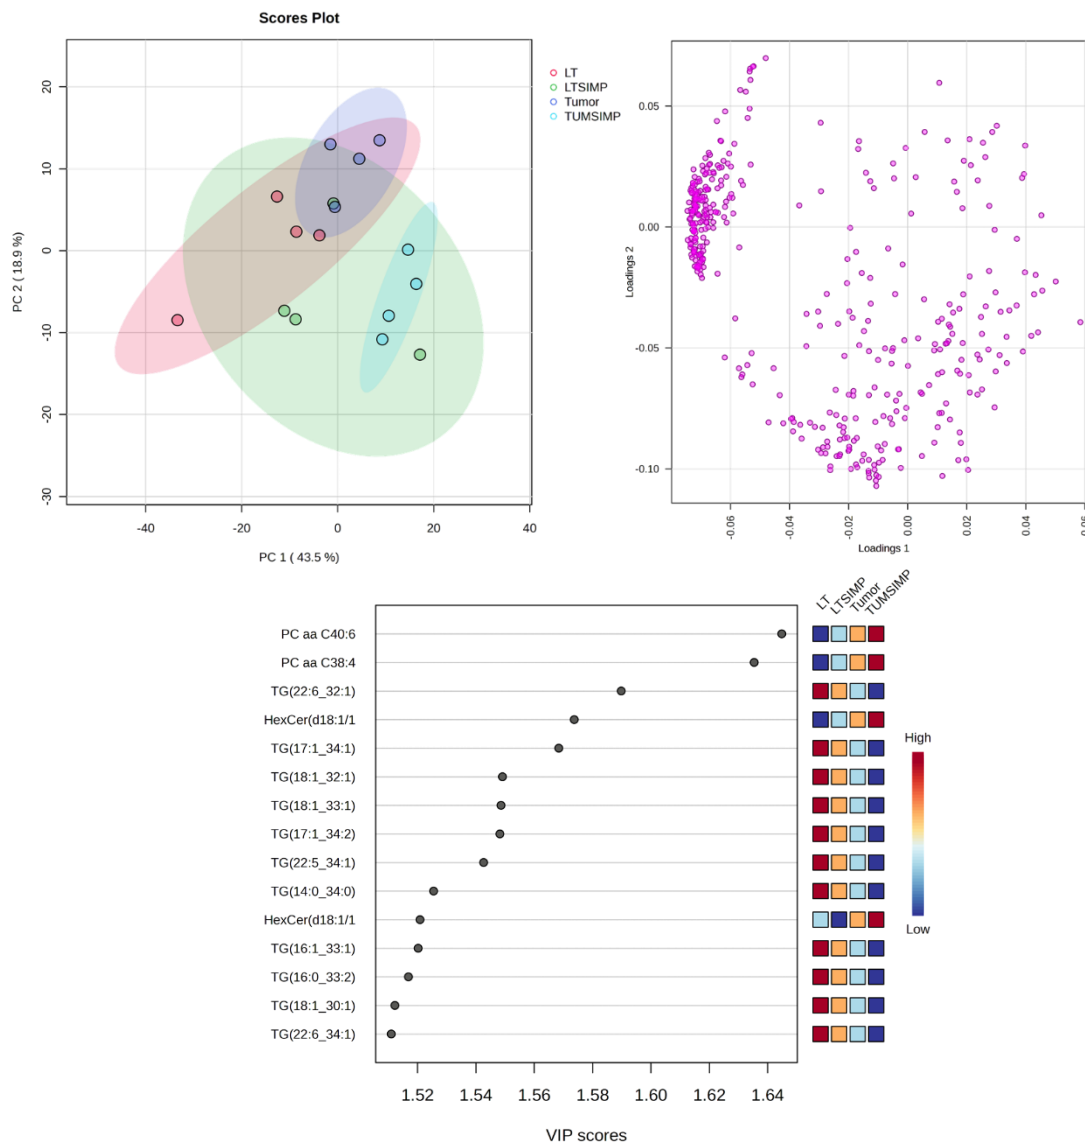 Scores Plot
LT
LTSIMP
Tumor
TUMSIMP
20
10
0
-10
-20
-30
PC 2 ( 18.9 %)
-40
-20
0
20
40
PC 1 ( 43.5 %)
0.05
0.00
-0.05
-0.10
Loadings 2
-0.06
-0.04
-0.02
0.00
0.02
0.04
0.06
Loadings 1
LT
LTSIMP
Tumor
TUMSIMP
PC aa C40:6
PC aa C38:4
TG(22:6_32:1)
HexCer(d18:1/1
TG(17:1_34:1)
TG(18:1_32:1)
TG(18:1_33:1)
TG(17:1_34:2)
TG(22:5_34:1)
TG(14:0_34:0)
HexCer(d18:1/1
TG(16:1_33:1)
TG(16:0_33:2)
TG(18:1_30:1)
TG(22:6_34:1)
High
Low
1.52
1.54
1.56
1.58
1.60
1.62
1.64
VIP scores